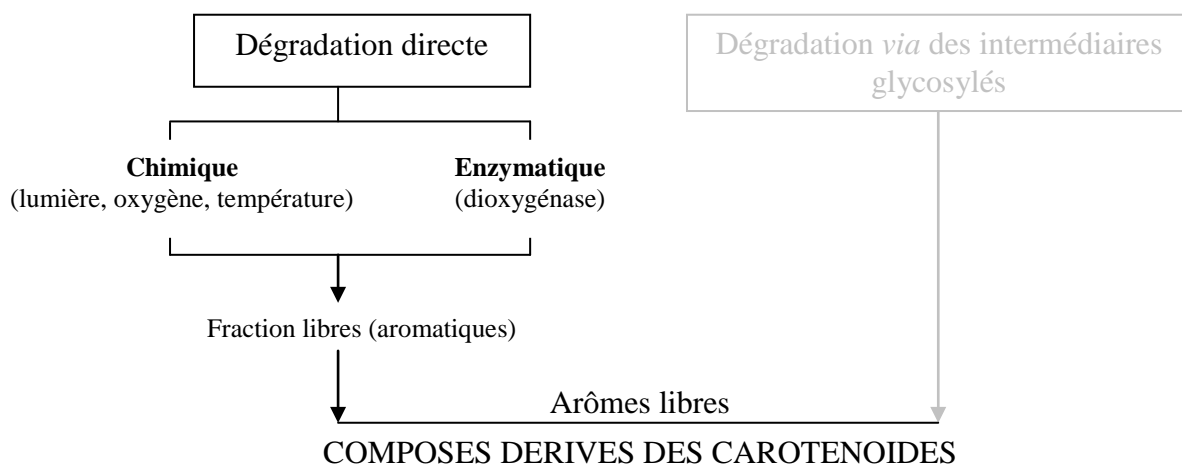 Dégradation directe
Dégradation via des intermédiaires
glycosylés
Chimique
(lumière, oxygène, température)
Enzymatique
(dioxygénase)
Fraction libres (aromatiques)
Arômes libres
COMPOSES DERIVES DES CAROTENOIDES